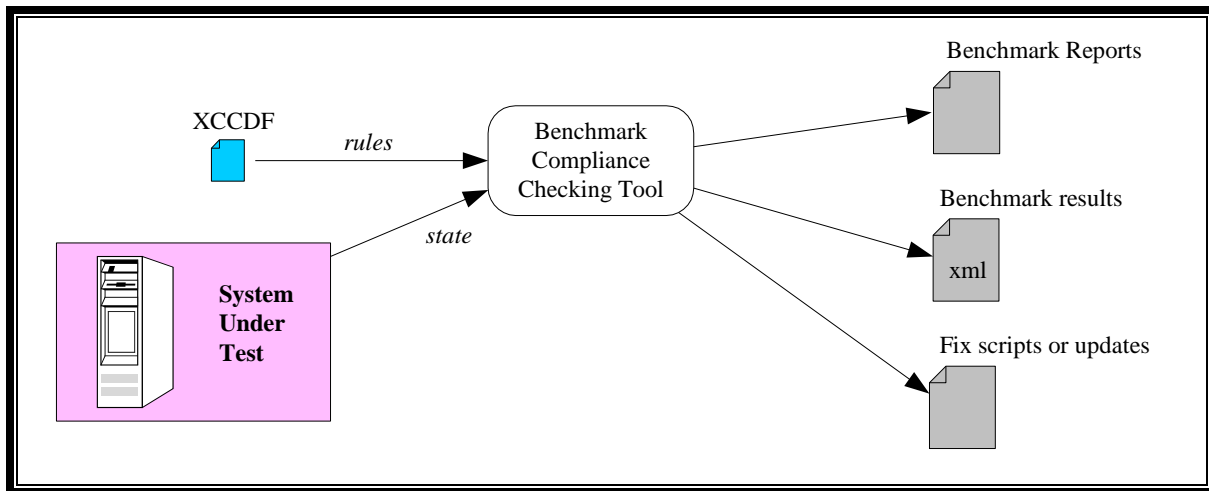 Benchmark Reports
XCCDF
rules
Benchmark
Compliance
Checking Tool
state
System
Under
Test
Benchmark results
xml
Fix scripts or updates